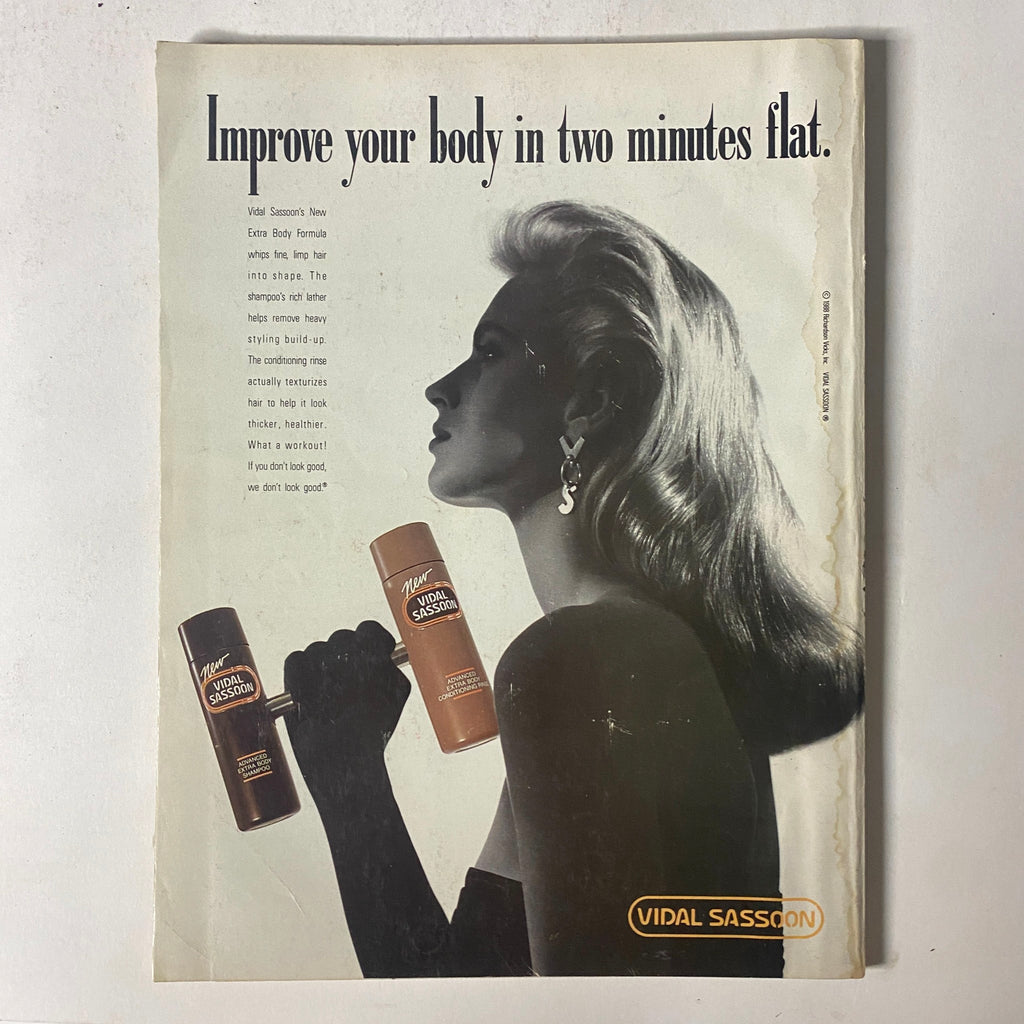 Improve your body in two minutes flat.
Vidal Sassoon's New
Extra Body Formula
whips fine, limp hair
into shape. The
shampoo's rich lather
helps remove heavy
styling build-up.
The conditioning rinse
actually texturizes
hair to help it look
thicker, healthier.
What a workout!
If you don't look good,
we don't look good.®
© 1988 Richardson Vicks, Inc. VIDAL SASSOON ®
V
S
New
VIDAL
SASSOON
ADVANCED
EXTRA BODY
CONDITIONING RINSE
New
VIDAL
SASSOON
ADVANCED
EXTRA BODY
SHAMPOO
VIDAL SASSOON